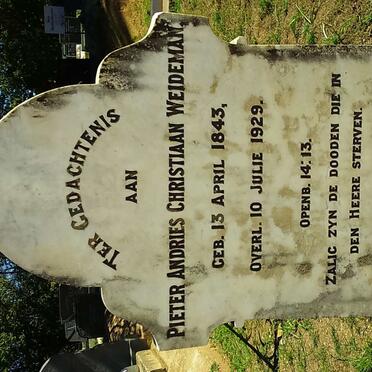 TER GEDACHTENIS
AAN
PIETER ANDRIES CHRISTIAAN WEIDEMAN,
GEB. 13 APRIL 1843,
OVERL. 10 JULIE 1929.
OPENB. 14: 13.
ZALIG ZYN DE DOODEN DIE IN
DEN HEERE STERVEN.